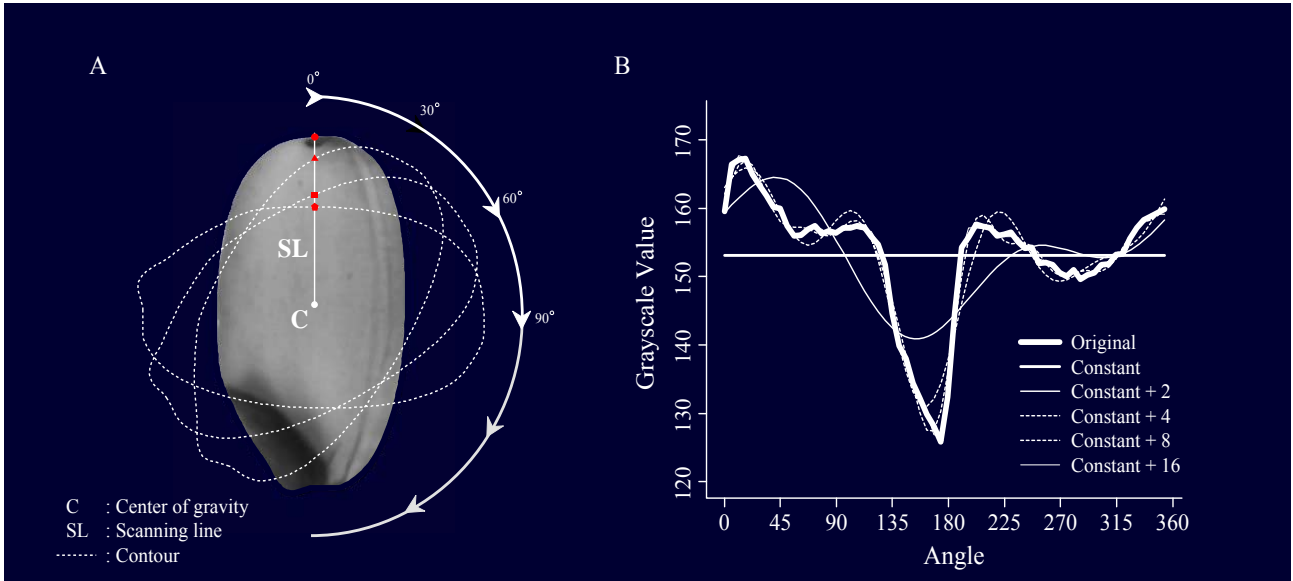 A
0°
30°
60°
90°
SL
C
C : Center of gravity
SL : Scanning line
: Contour
B
Grayscale Value
170
160
150
140
130
120
0 45 90 135 180 225 270 315 360
Angle
Original
Constant
Constant + 2
Constant + 4
Constant + 8
Constant + 16